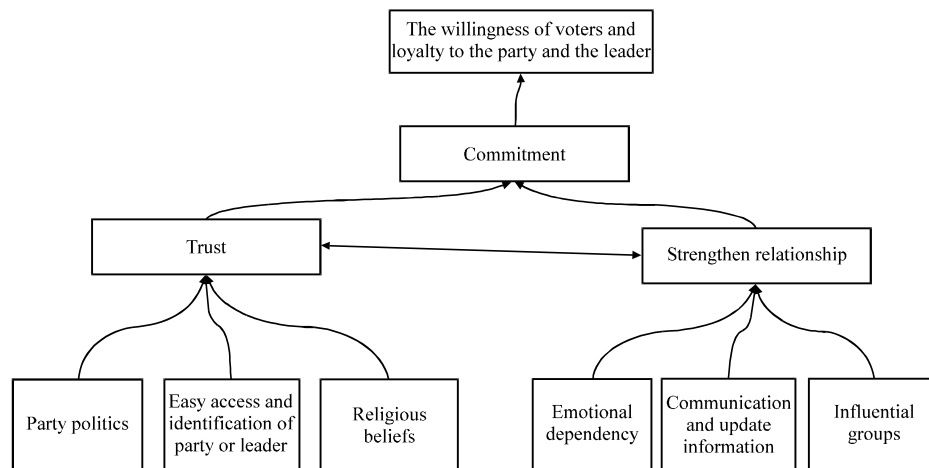 The willingness of voters and
loyalty to the party and the leader
Commitment
Trust
Strengthen relationship
Party politics
Easy access and
identification of
party or leader
Religious
beliefs
Emotional
dependency
Communication
and update
information
Influential
groups